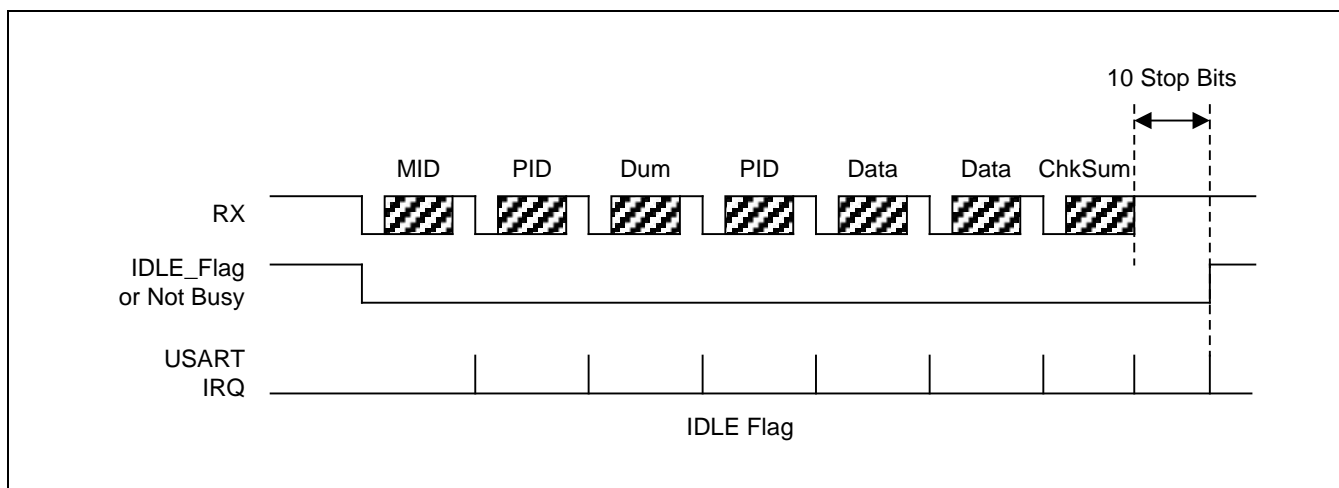 10 Stop Bits
MID PID Dum PID Data Data ChkSum
RX
IDLE_Flag
or Not Busy
USART
IRQ
IDLE Flag